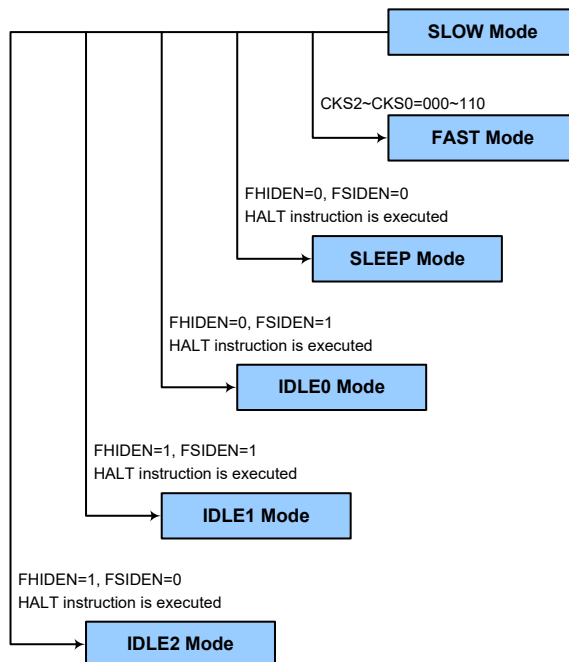 SLOW Mode
CKS2~CKS0=000~110
FAST Mode
FHIDEN=0, FSIDEN=0
HALT instruction is executed
SLEEP Mode
FHIDEN=0, FSIDEN=1
HALT instruction is executed
IDLE0 Mode
FHIDEN=1, FSIDEN=1
HALT instruction is executed
IDLE1 Mode
FHIDEN=1, FSIDEN=0
HALT instruction is executed
IDLE2 Mode